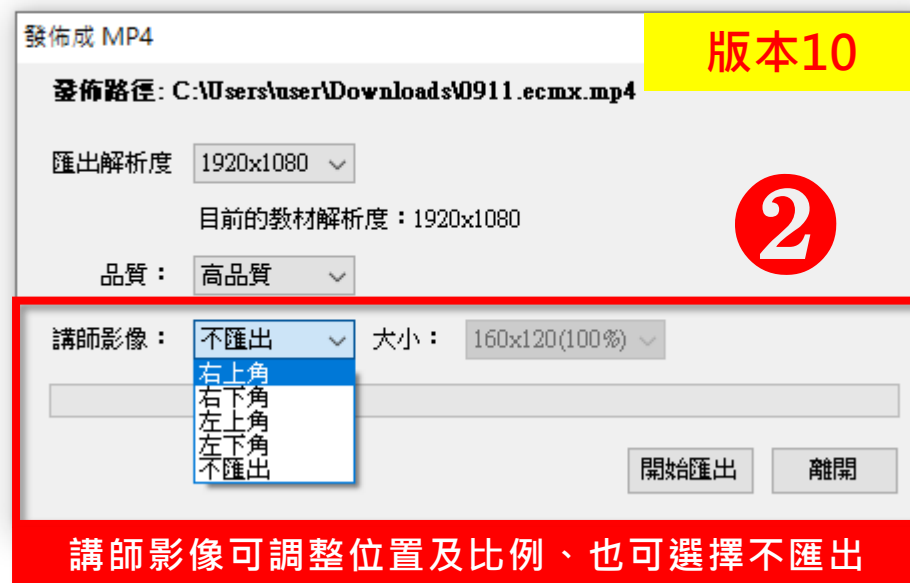 發佈成 MP4
版本10
發佈路徑: C:\Users\user\Downloads\0911.ecmx.mp4
匯出解析度 1920x1080
目前的教材解析度：1920x1080
2
品質： 高品質
講師影像： 不匯出 大小： 160x120(100%)
右上角
右下角
左上角
左下角
不匯出
開始匯出 離開
講師影像可調整位置及比例、也可選擇不匯出